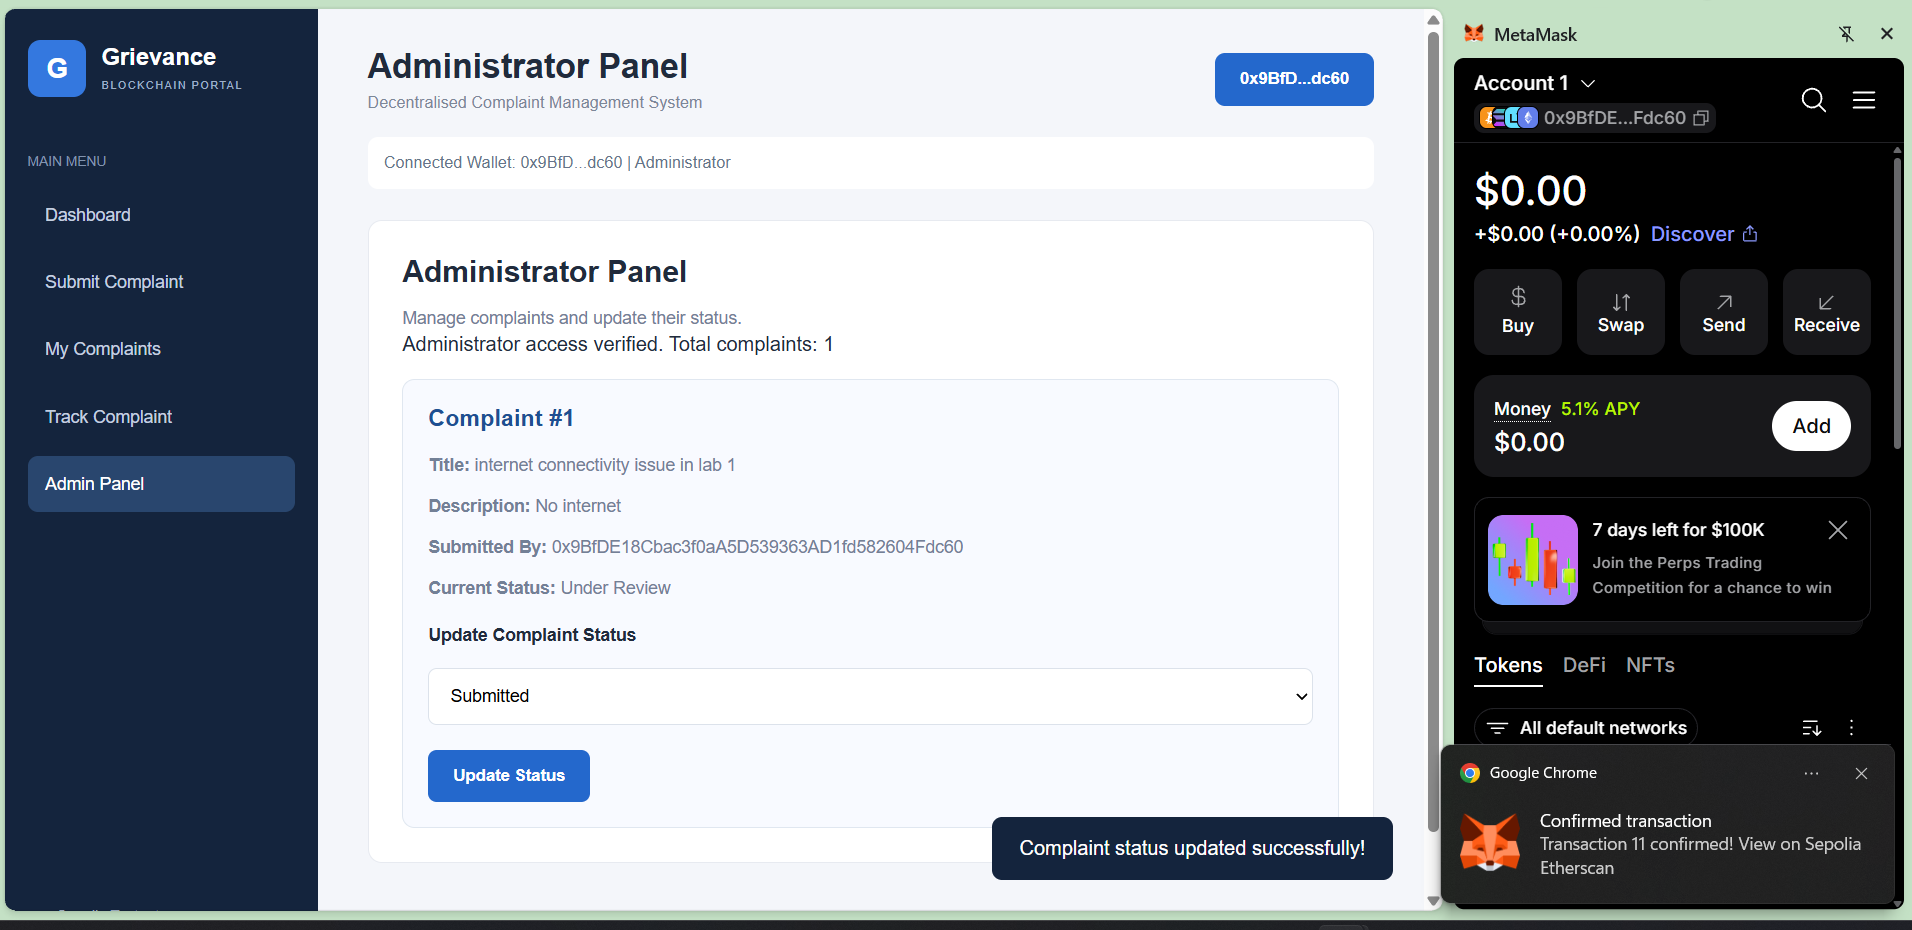 G
Grievance
BLOCKCHAIN PORTAL
MAIN MENU
Dashboard
Submit Complaint
My Complaints
Track Complaint
Admin Panel
Administrator Panel
Decentralised Complaint Management System
0x9BfD...dc60
Connected Wallet: 0x9BfD...dc60 | Administrator
Administrator Panel
Manage complaints and update their status.
Administrator access verified. Total complaints: 1
Complaint #1
Title: internet connectivity issue in lab 1
Description: No internet
Submitted By: 0x9BfDE18Cbac3f0aA5D539363AD1fd582604Fdc60
Current Status: Under Review
Update Complaint Status
Submitted
Update Status
Complaint status updated successfully!
MetaMask
Account 1
0x9BfDE...Fdc60
$0.00
+$0.00 (+0.00%) Discover
Buy
Swap
Send
Receive
Money 5.1% APY
$0.00
Add
7 days left for $100K
Join the Perps Trading
Competition for a chance to win
Tokens DeFi NFTs
All default networks
Google Chrome
Confirmed transaction
Transaction 11 confirmed! View on Sepolia
Etherscan